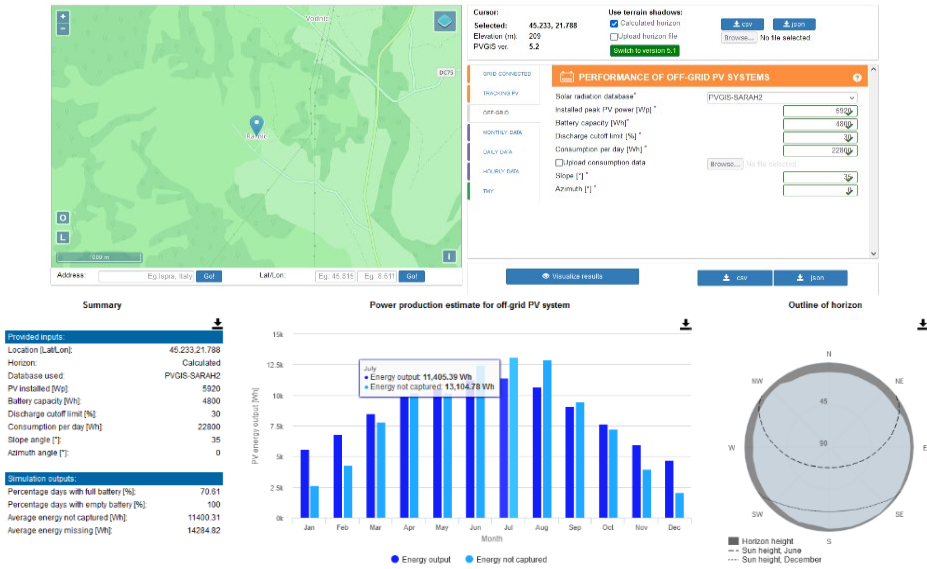 Vodnic
DC75
Ramnic
1000 m
O
L
i
Address:
Eg.Ispra, Italy
Go!
Lat/Lon:
Eg. 45.815
Eg. 8.611
Go!
Cursor:
Selected: 45.233, 21.788
Elevation (m): 209
PVGIS ver. 5.2
Use terrain shadows:
Calculated horizon
Upload horizon file
Switch to version 5.1
csv
json
Browse... No file selected.
GRID CONNECTED
TRACKING PV
OFF-GRID
MONTHLY DATA
DAILY DATA
HOURLY DATA
TMY
PERFORMANCE OF OFF-GRID PV SYSTEMS
Solar radiation database* PVGIS-SARAH2
Installed peak PV power [Wp] * 5920
Battery capacity [Wh]* 4800
Discharge cutoff limit [%] * 30
Consumption per day [Wh] * 22800
Upload consumption data Browse... No file selected.
Slope [°] * 35
Azimuth [°] * 0
Visualize results
csv
json
Summary
Provided inputs:
Location [Lat/Lon]: 45.233,21.788
Horizon: Calculated
Database used: PVGIS-SARAH2
PV installed [Wp]: 5920
Battery capacity [Wh]: 4800
Discharge cutoff limit [%]: 30
Consumption per day [Wh]: 22800
Slope angle [°]: 35
Azimuth angle [°]: 0
Simulation outputs:
Percentage days with full battery [%]: 70.61
Percentage days with empty battery [%]: 100
Average energy not captured [Wh]: 11400.31
Average energy missing [Wh]: 14284.82
Power production estimate for off-grid PV system
PV energy output [Wh]
15k
12.5k
10k
7.5k
5k
2.5k
0k
July
Energy output: 11,405.39 Wh
Energy not captured: 13,104.78 Wh
Jan Feb Mar Apr May Jun Jul Aug Sep Oct Nov Dec
Month
Energy output Energy not captured
Outline of horizon
N
NW NE
45
W 90 E
SW SE
S
Horizon height
Sun height, June
Sun height, December